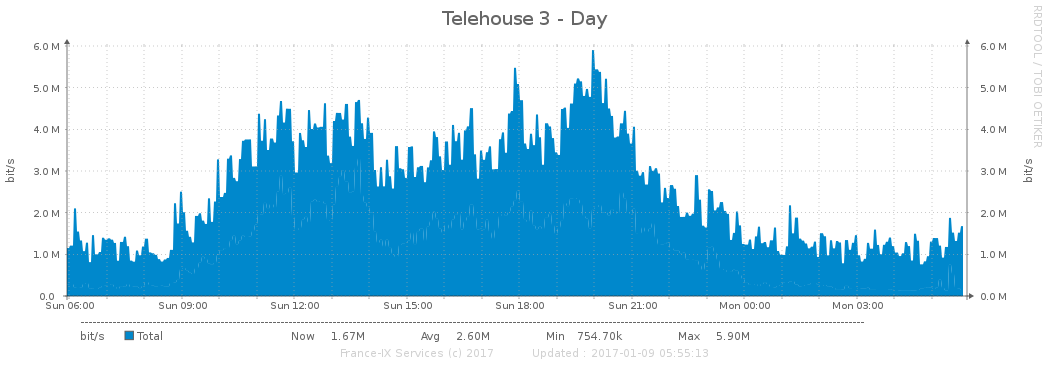 Telehouse 3 - Day
RRDTOOL / TOBI OETIKER
6.0 M 6.0 M
5.0 M 5.0 M
4.0 M 4.0 M
3.0 M 3.0 M
2.0 M 2.0 M
1.0 M 1.0 M
0.0 0.0 M
bit/s bit/s
Sun 06:00 Sun 09:00 Sun 12:00 Sun 15:00 Sun 18:00 Sun 21:00 Mon 00:00 Mon 03:00
bit/s Total Now 1.67M Avg 2.60M Min 754.70k Max 5.90M
France-IX Services (c) 2017 Updated : 2017-01-09 05:55:13